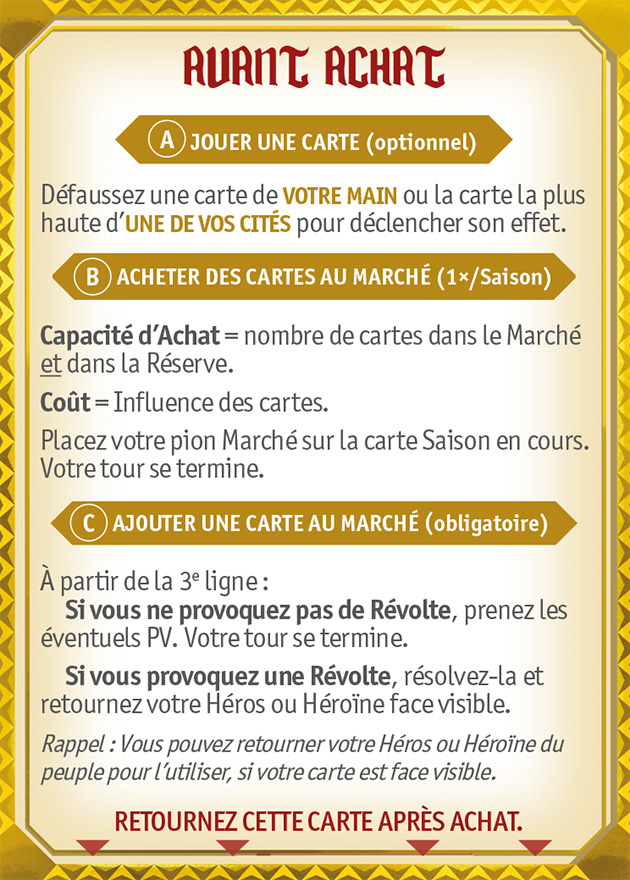 AVANT ACHAT
A JOUER UNE CARTE (optionnel)
Défaussez une carte de VOTRE MAIN ou la carte la plus
haute d’UNE DE VOS CITÉS pour déclencher son effet.
B ACHETER DES CARTES AU MARCHÉ (1×/Saison)
Capacité d’Achat = nombre de cartes dans le Marché
et dans la Réserve.
Coût = Influence des cartes.
Placez votre pion Marché sur la carte Saison en cours.
Votre tour se termine.
C AJOUTER UNE CARTE AU MARCHÉ (obligatoire)
À partir de la 3e ligne :
Si vous ne provoquez pas de Révolte, prenez les
éventuels PV. Votre tour se termine.
Si vous provoquez une Révolte, résolvez-la et
retournez votre Héros ou Héroïne face visible.
Rappel : Vous pouvez retourner votre Héros ou Héroïne du
peuple pour l’utiliser, si votre carte est face visible.
RETOURNEZ CETTE CARTE APRÈS ACHAT.